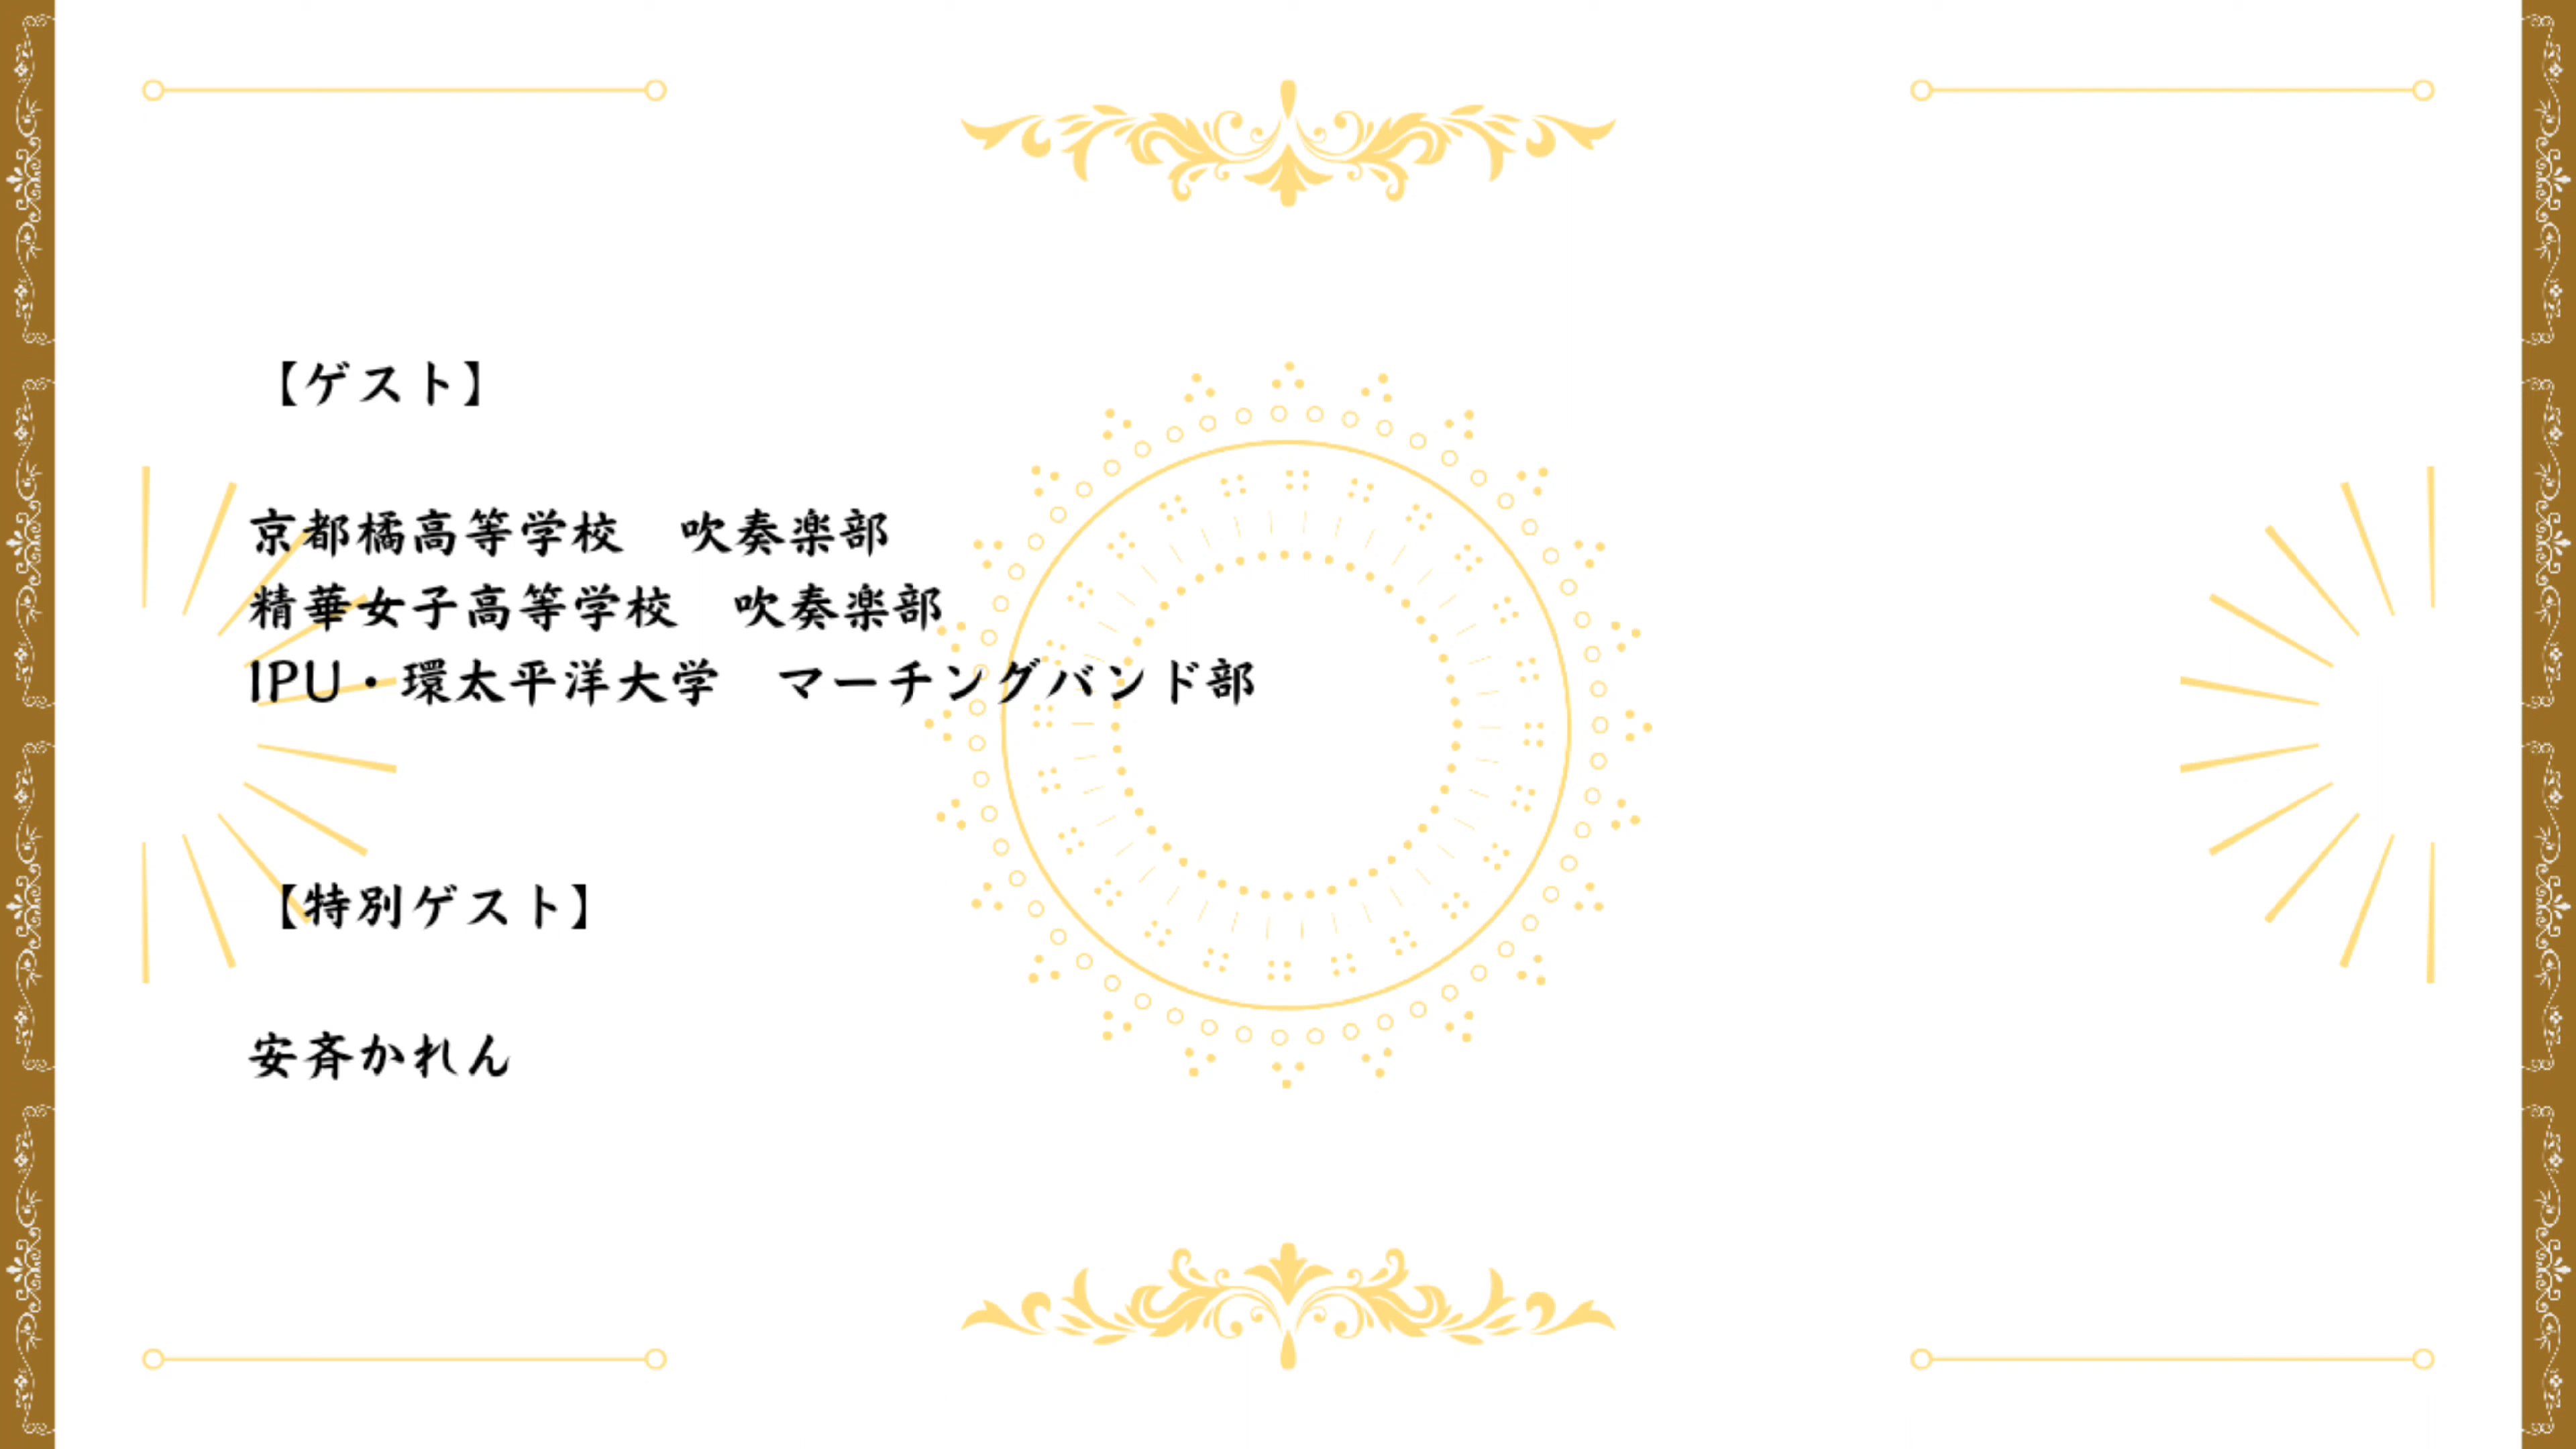 【ゲスト】
京都橘高等学校　吹奏楽部
精華女子高等学校　吹奏楽部
IPU・環太平洋大学　マーチングバンド部
【特別ゲスト】
安斉かれん